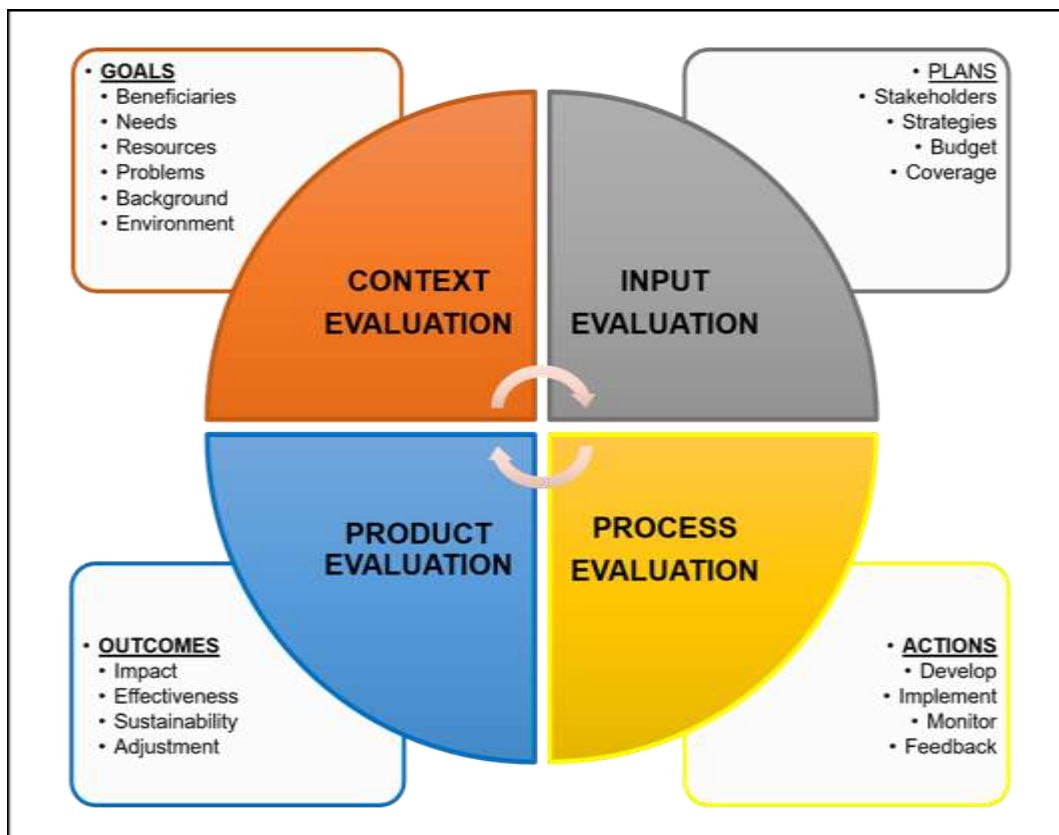 • GOALS
• Beneficiaries
• Needs
• Resources
• Problems
• Background
• Environment
• PLANS
• Stakeholders
• Strategies
• Budget
• Coverage
CONTEXT
EVALUATION
INPUT
EVALUATION
PRODUCT
EVALUATION
PROCESS
EVALUATION
• OUTCOMES
• Impact
• Effectiveness
• Sustainability
• Adjustment
• ACTIONS
• Develop
• Implement
• Monitor
• Feedback